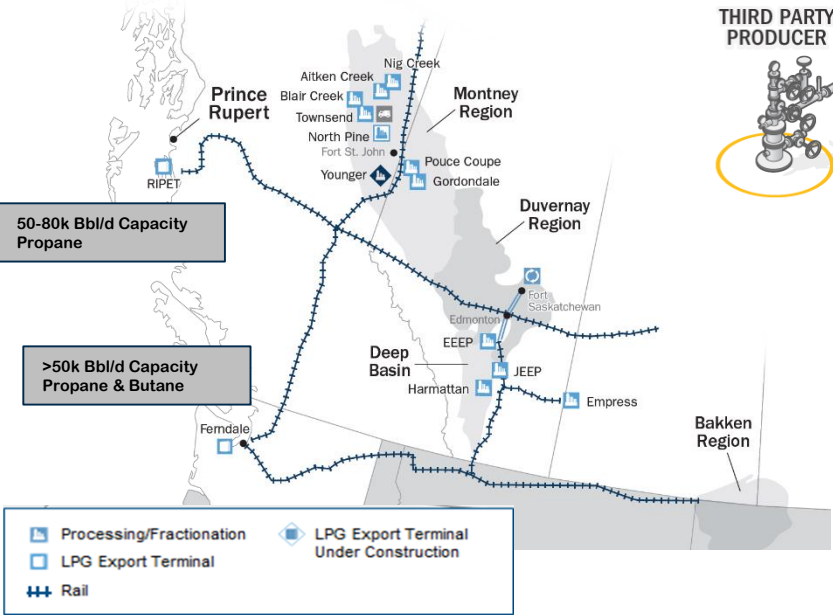 THIRD PARTY
PRODUCER
Nig Creek
Aitken Creek
Blair Creek
Montney
Region
Townsend
North Pine
Fort St. John
Younger
Pouce Coupe
Gordondale
Prince
Rupert
RIPET
50-80k Bbl/d Capacity
Propane
Duvernay
Region
Fort
Saskatchewan
Edmonton
EEEP
Deep
Basin
JEEP
Harmattan
Empress
>50k Bbl/d Capacity
Propane & Butane
Ferndale
Bakken
Region
Processing/Fractionation
LPG Export Terminal
Rail
LPG Export Terminal
Under Construction